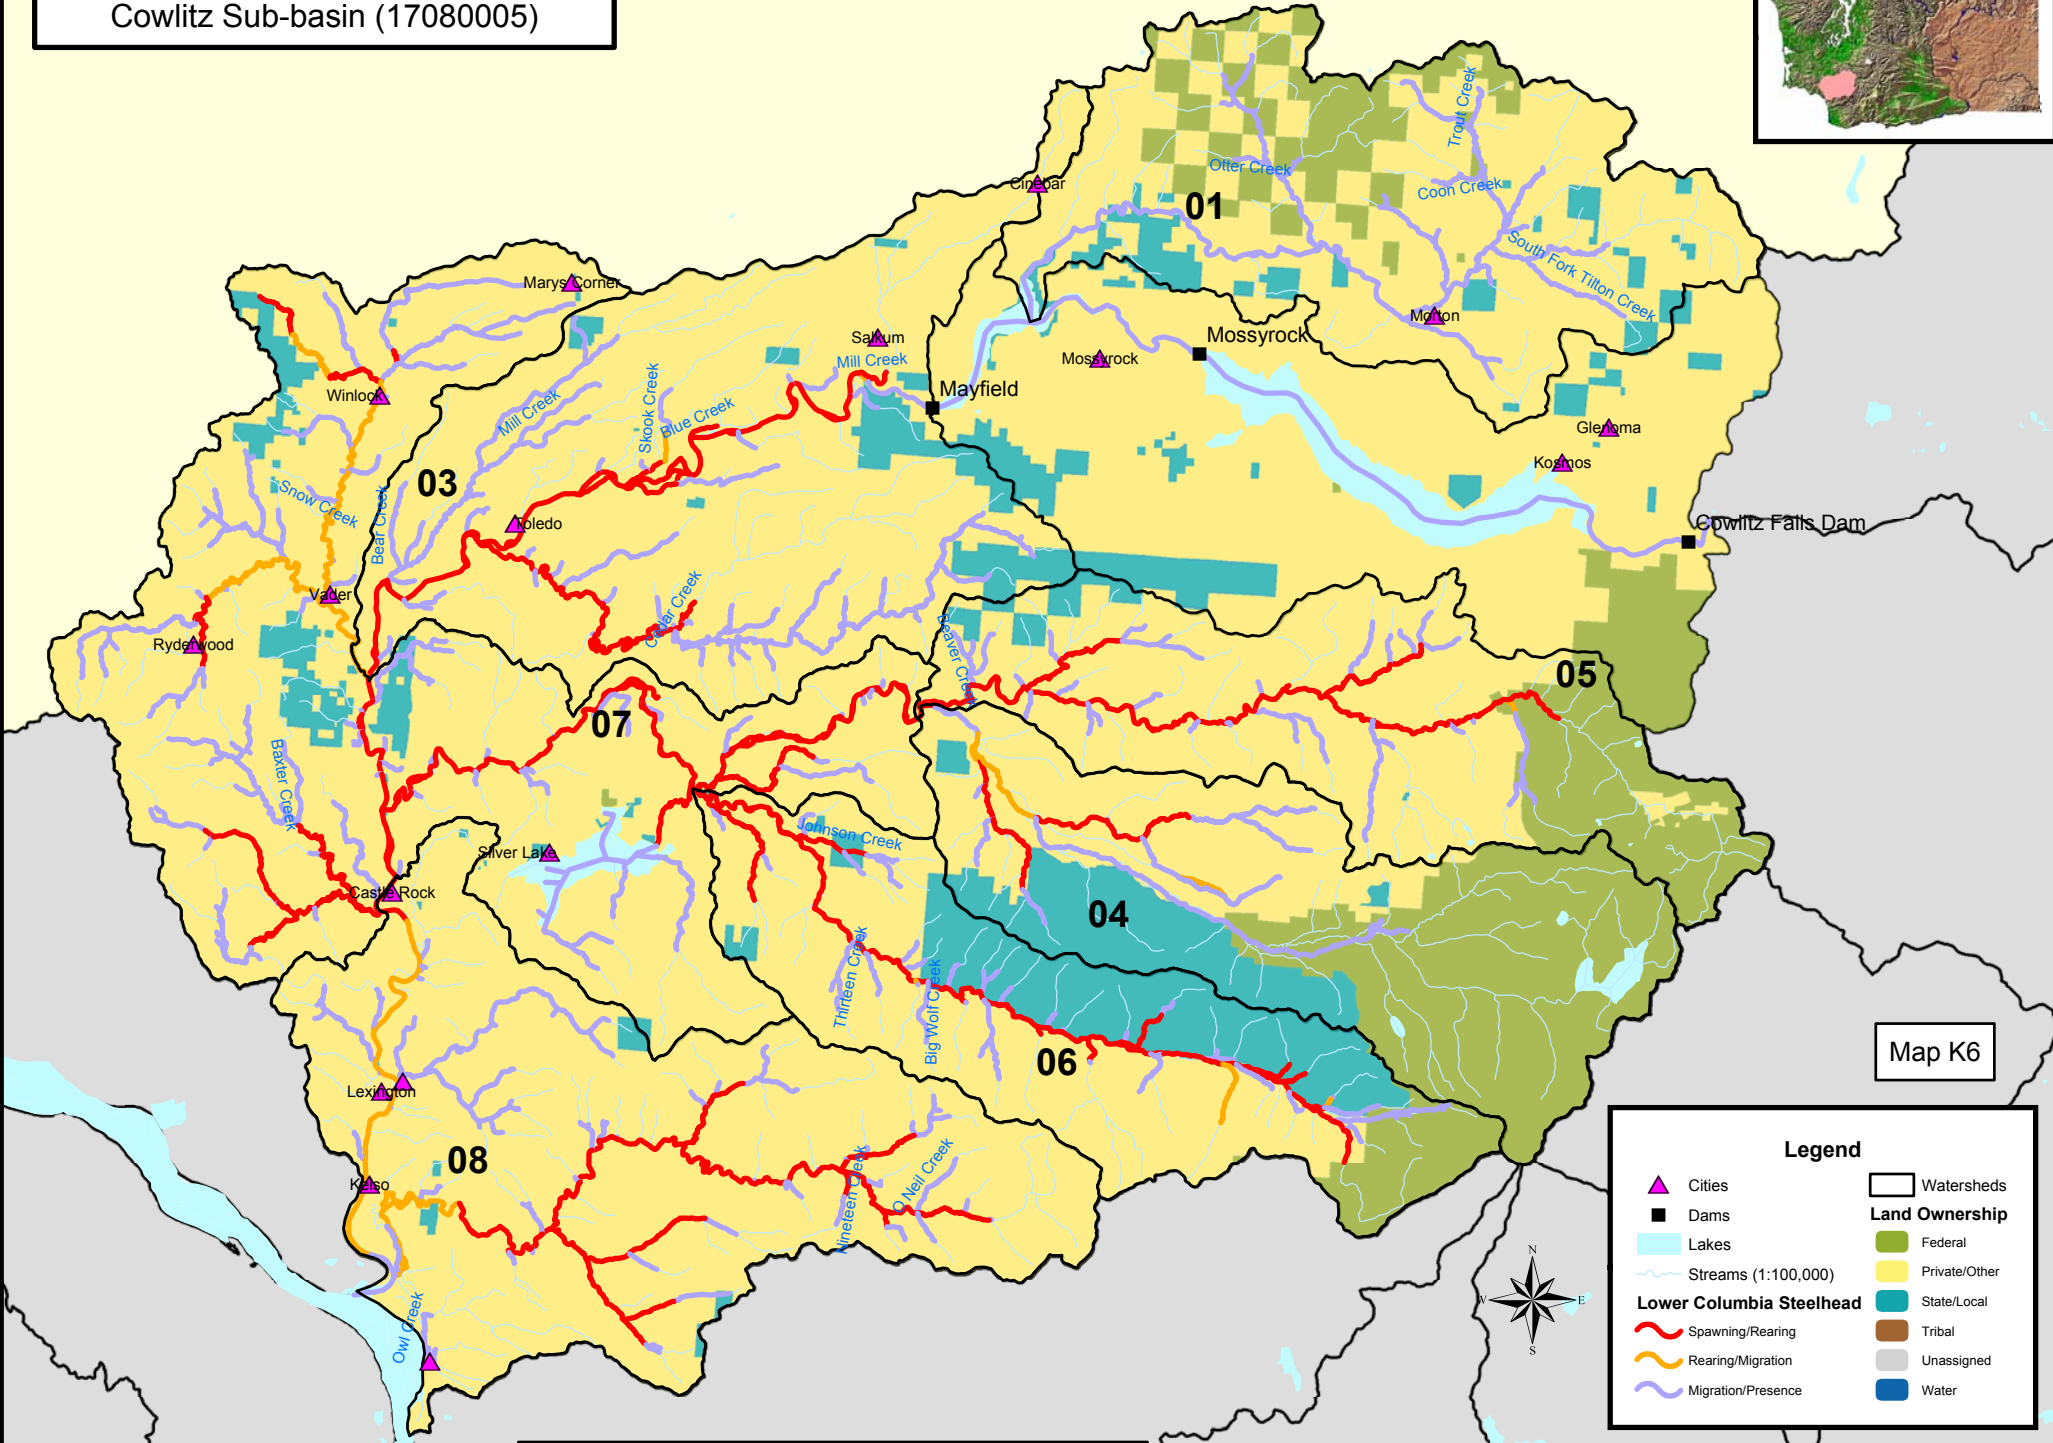 Cowlitz Sub-basin (17080005)
Trout Creek
Cinebar
Otter Creek
Coon Creek
01
South Fork Tilton Creek
Marys Corner
Morton
Salkum
Mossyrock
Mill Creek
Mossyrock
Winlock
Mayfield
Skook Creek
Blue Creek
Mill Creek
Glenoma
Kosmos
03
Snow Creek
Bear Creek
Toledo
Cowlitz Falls Dam
Vader
Cedar Creek
Ryderwood
Beaver Creek
05
07
Baxter Creek
Johnson Creek
Silver Lake
Castle Rock
04
Thirteen Creek
Big Wolf Creek
06
Map K6
Lexington
08
Kelso
Nineteen Creek
O Neil Creek
Owl Creek
N
W
E
S
Legend
Cities
Dams
Lakes
Streams (1:100,000)
Lower Columbia Steelhead
Spawning/Rearing
Rearing/Migration
Migration/Presence
Watersheds
Land Ownership
Federal
Private/Other
State/Local
Tribal
Unassigned
Water